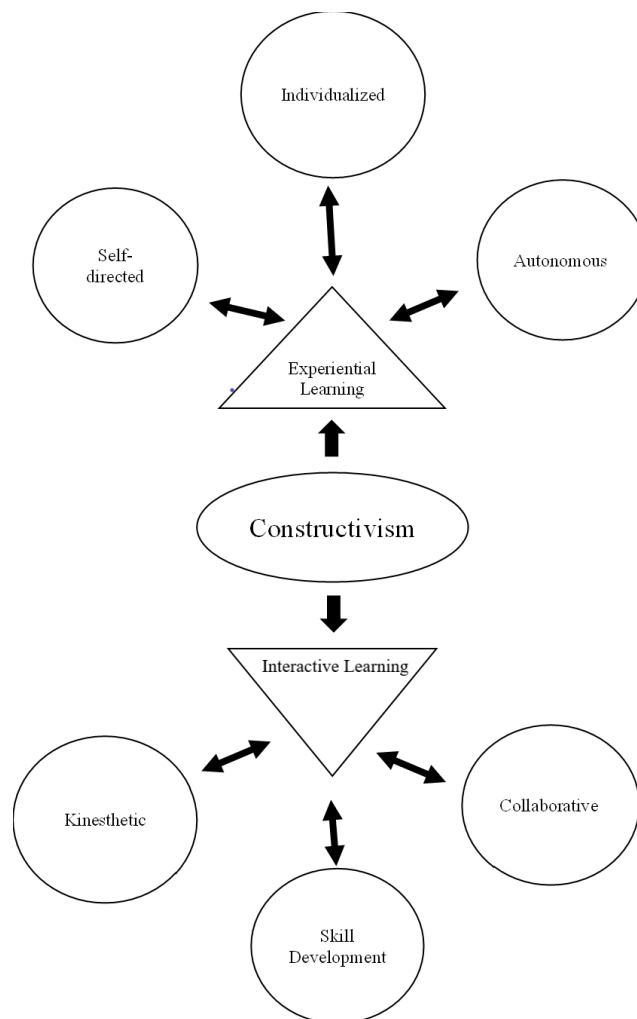 Individualized
Self-
directed
Autonomous
Experiential
Learning
Constructivism
Interactive Learning
Kinesthetic
Collaborative
Skill
Development